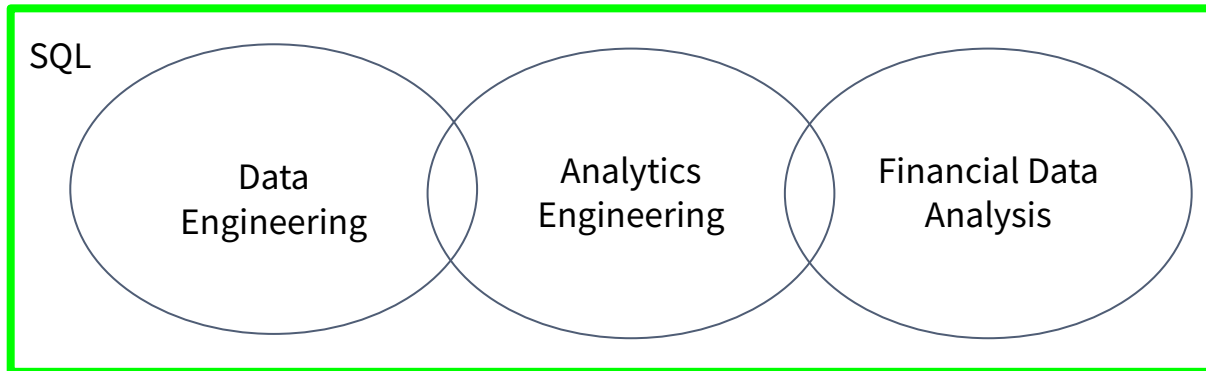 SQL
Data
Engineering
Analytics
Engineering
Financial Data
Analysis